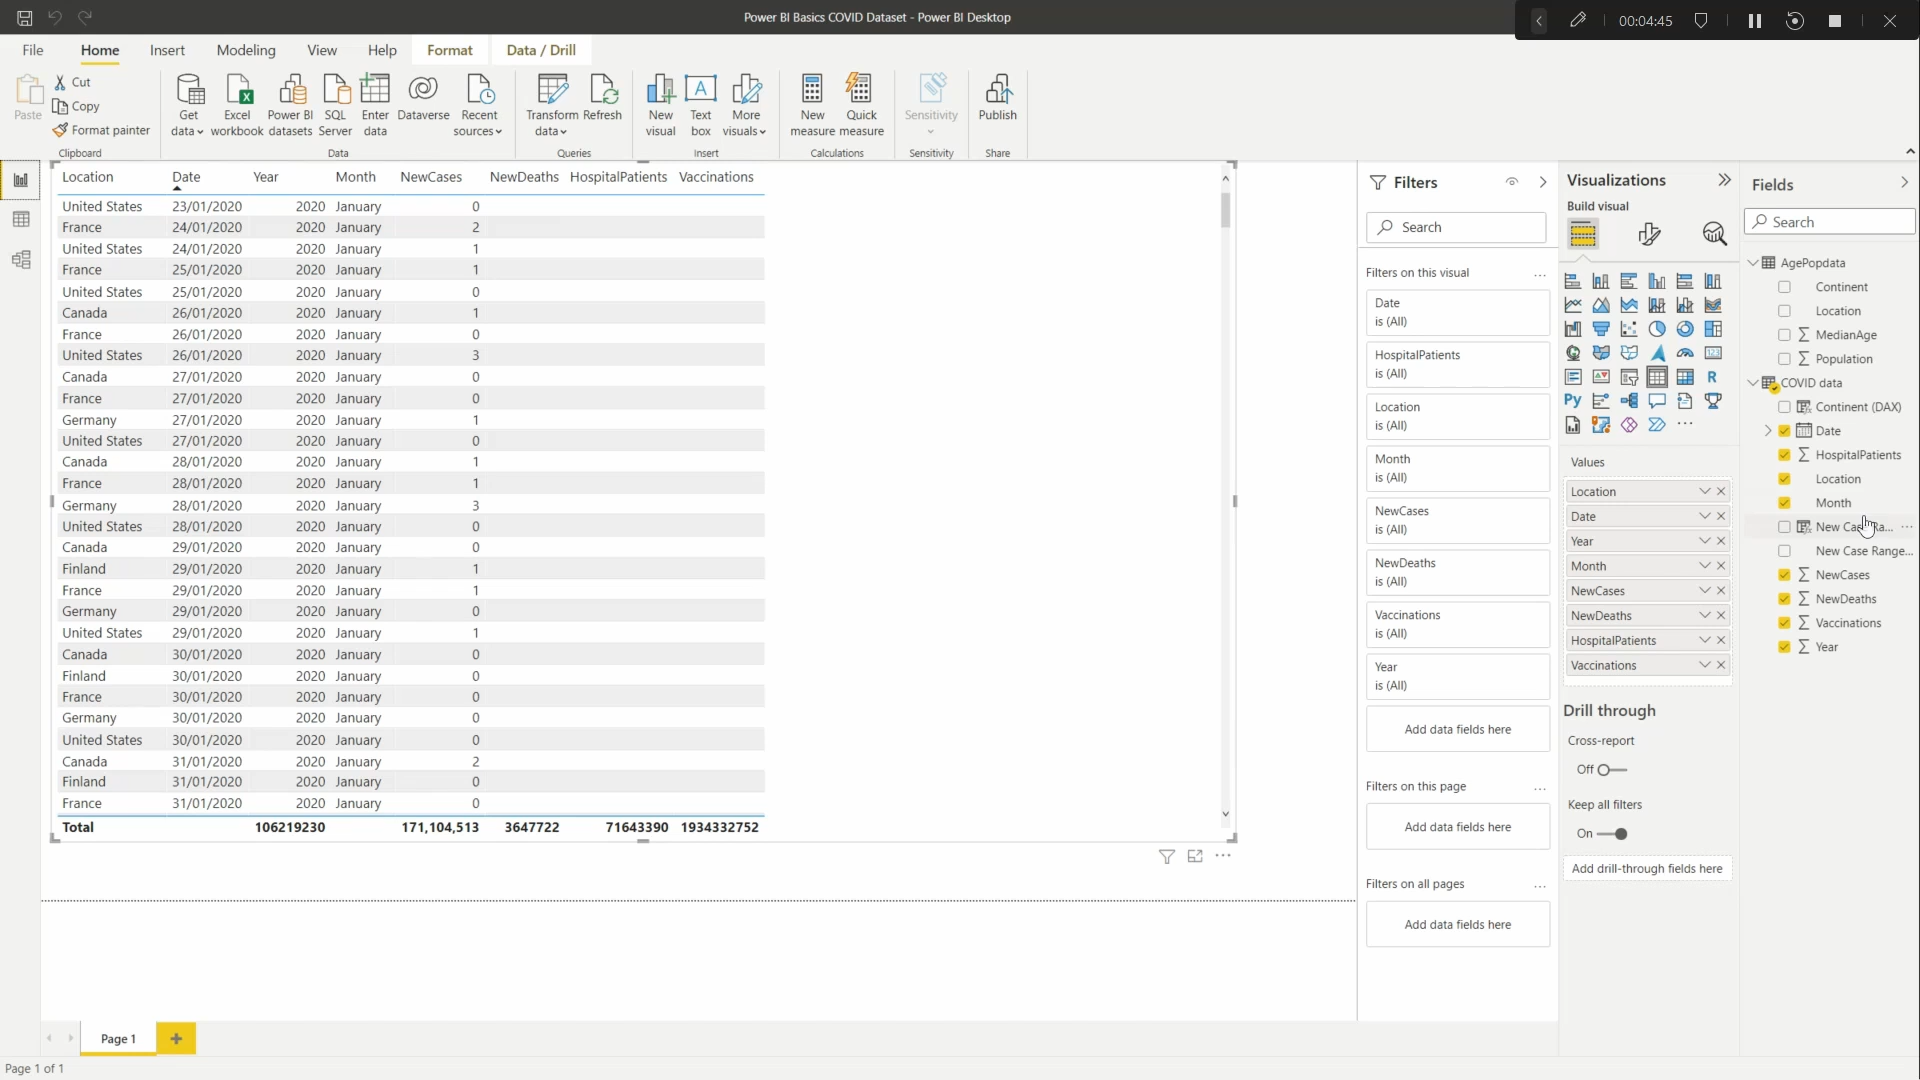 Power BI Basics COVID Dataset - Power BI Desktop
00:04:45
File Home Insert Modeling View Help Format Data / Drill
Paste
Cut
Copy
Format painter
Clipboard
Get data
Excel workbook
Power BI datasets
SQL Server
Enter data
Dataverse
Recent sources
Data
Transform data
Refresh
Queries
New visual
Text box
More visuals
Insert
New measure
Quick measure
Calculations
Sensitivity
Sensitivity
Publish
Share
Location Date Year Month NewCases NewDeaths HospitalPatients Vaccinations
United States 23/01/2020 2020 January 0
France 24/01/2020 2020 January 2
United States 24/01/2020 2020 January 1
France 25/01/2020 2020 January 1
United States 25/01/2020 2020 January 0
Canada 26/01/2020 2020 January 1
France 26/01/2020 2020 January 0
United States 26/01/2020 2020 January 3
Canada 27/01/2020 2020 January 0
France 27/01/2020 2020 January 0
Germany 27/01/2020 2020 January 1
United States 27/01/2020 2020 January 0
Canada 28/01/2020 2020 January 1
France 28/01/2020 2020 January 1
Germany 28/01/2020 2020 January 3
United States 28/01/2020 2020 January 0
Canada 29/01/2020 2020 January 0
Finland 29/01/2020 2020 January 1
France 29/01/2020 2020 January 1
Germany 29/01/2020 2020 January 0
United States 29/01/2020 2020 January 1
Canada 30/01/2020 2020 January 0
Finland 30/01/2020 2020 January 0
France 30/01/2020 2020 January 0
Germany 30/01/2020 2020 January 0
United States 30/01/2020 2020 January 0
Canada 31/01/2020 2020 January 2
Finland 31/01/2020 2020 January 0
France 31/01/2020 2020 January 0
Total 106219230 171,104,513 3647722 71643390 1934332752
Page 1
Page 1 of 1
Filters
Search
Filters on this visual ...
Date
is (All)
HospitalPatients
is (All)
Location
is (All)
Month
is (All)
NewCases
is (All)
NewDeaths
is (All)
Vaccinations
is (All)
Year
is (All)
Add data fields here
Filters on this page ...
Add data fields here
Filters on all pages ...
Add data fields here
Visualizations
Build visual
R
Py
Values
Location
Date
Year
Month
NewCases
NewDeaths
HospitalPatients
Vaccinations
Drill through
Cross-report
Off
Keep all filters
On
Add drill-through fields here
Fields
Search
AgePopdata
Continent
Location
MedianAge
Population
COVID data
Continent (DAX)
Date
HospitalPatients
Location
Month
New Case Ra... ...
New Case Range...
NewCases
NewDeaths
Vaccinations
Year